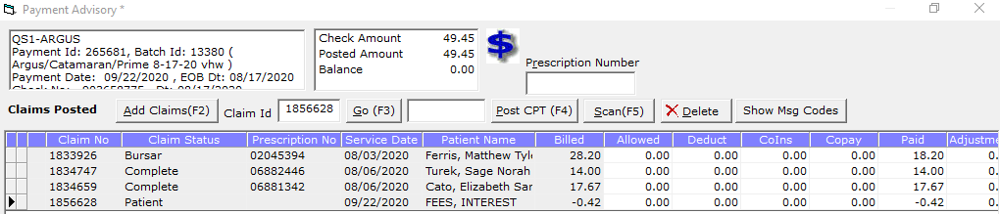 Payment Advisory *
QS1-ARGUS
Payment Id: 265681, Batch Id: 13380 (
Argus/Catamaran/Prime 8-17-20 vhw )
Payment Date: 09/22/2020 , EOB Dt: 08/17/2020
Check Amount 49.45
Posted Amount 49.45
Balance 0.00
$
Prescription Number
Claims Posted Add Claims(F2) Claim Id 1856628 Go (F3) Post CPT (F4) Scan(F5) Delete Show Msg Codes
Claim No Claim Status Prescription No Service Date Patient Name Billed Allowed Deduct CoIns Copay Paid Adjustme
1833926 Bursar 02045394 08/03/2020 Ferris, Matthew Tyl 28.20 0.00 0.00 0.00 0.00 18.20 0.
1834747 Complete 06882446 08/06/2020 Turek, Sage Norah 14.00 0.00 0.00 0.00 0.00 14.00 0.
1834659 Complete 06881342 08/06/2020 Cato, Elizabeth Sar 17.67 0.00 0.00 0.00 0.00 17.67 0.
1856628 Patient 09/22/2020 FEES, INTEREST -0.42 0.00 0.00 0.00 0.00 -0.42 0.